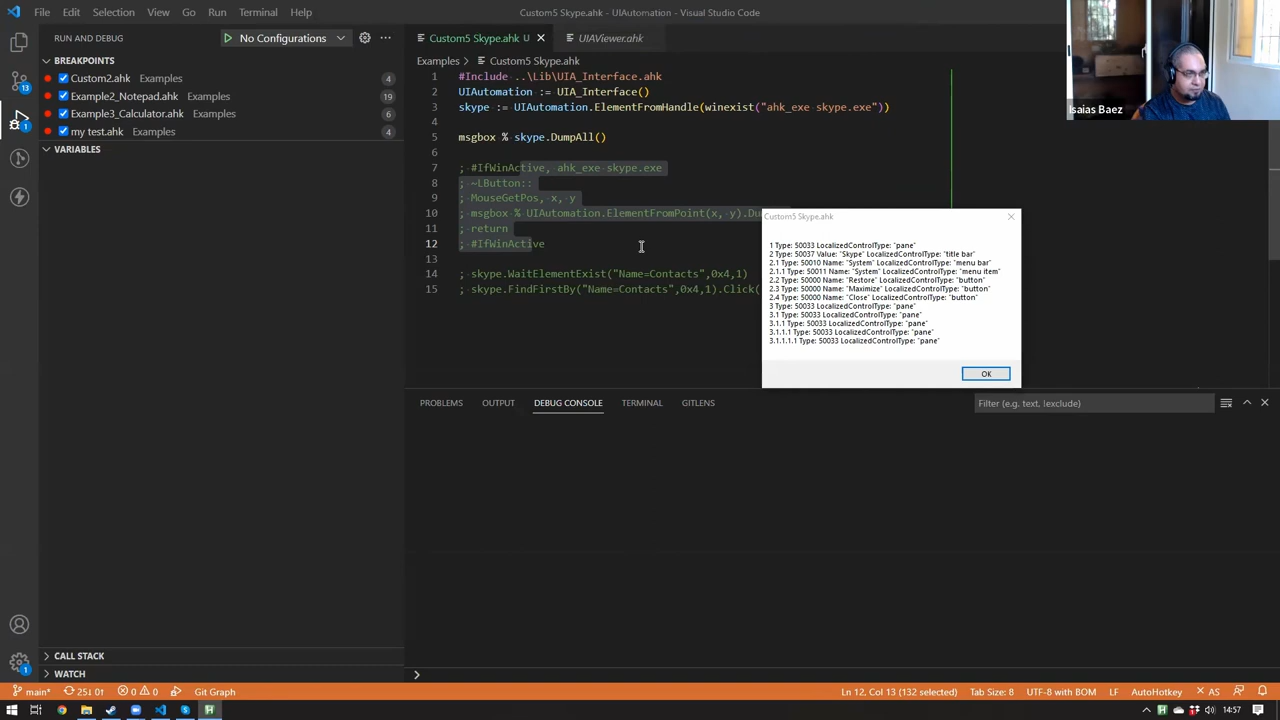 File Edit Selection View Go Run Terminal Help
Custom5 Skype.ahk - UIAutomation - Visual Studio Code
Isaias Baez
RUN AND DEBUG
No Configurations
BREAKPOINTS
Custom2.ahk Examples 4
Example2_Notepad.ahk Examples 19
Example3_Calculator.ahk Examples 6
my test.ahk Examples 4
VARIABLES
CALL STACK
WATCH
13
1
1
Custom5 Skype.ahk U
UIAViewer.ahk
Examples > Custom5 Skype.ahk
1 #Include ..\Lib\UIA_Interface.ahk
2 UIAutomation := UIA_Interface()
3 skype := UIAutomation.ElementFromHandle(winexist("ahk_exe skype.exe"))
4
5 msgbox % skype.DumpAll()
6
7 ; #IfWinActive, ahk_exe skype.exe
8 ; ~LButton::
9 ; MouseGetPos, x, y
10 ; msgbox % UIAutomation.ElementFromPoint(x, y).Du
11 ; return
12 ; #IfWinActive
13
14 ; skype.WaitElementExist("Name=Contacts",0x4,1)
15 ; skype.FindFirstBy("Name=Contacts",0x4,1).Click(
Custom5 Skype.ahk
1 Type: 50033 LocalizedControlType: "pane"
2 Type: 50037 Value: "Skype" LocalizedControlType: "title bar"
2.1 Type: 50010 Name: "System" LocalizedControlType: "menu bar"
2.1.1 Type: 50011 Name: "System" LocalizedControlType: "menu item"
2.2 Type: 50000 Name: "Restore" LocalizedControlType: "button"
2.3 Type: 50000 Name: "Maximize" LocalizedControlType: "button"
2.4 Type: 50000 Name: "Close" LocalizedControlType: "button"
3 Type: 50033 LocalizedControlType: "pane"
3.1 Type: 50033 LocalizedControlType: "pane"
3.1.1 Type: 50033 LocalizedControlType: "pane"
3.1.1.1 Type: 50033 LocalizedControlType: "pane"
3.1.1.1.1 Type: 50033 LocalizedControlType: "pane"
OK
PROBLEMS OUTPUT DEBUG CONSOLE TERMINAL GITLENS
Filter (e.g. text, !exclude)
main* 25↓ 0↑ 0 0 Git Graph
Ln 12, Col 13 (132 selected) Tab Size: 8 UTF-8 with BOM LF AutoHotkey AS
14:57